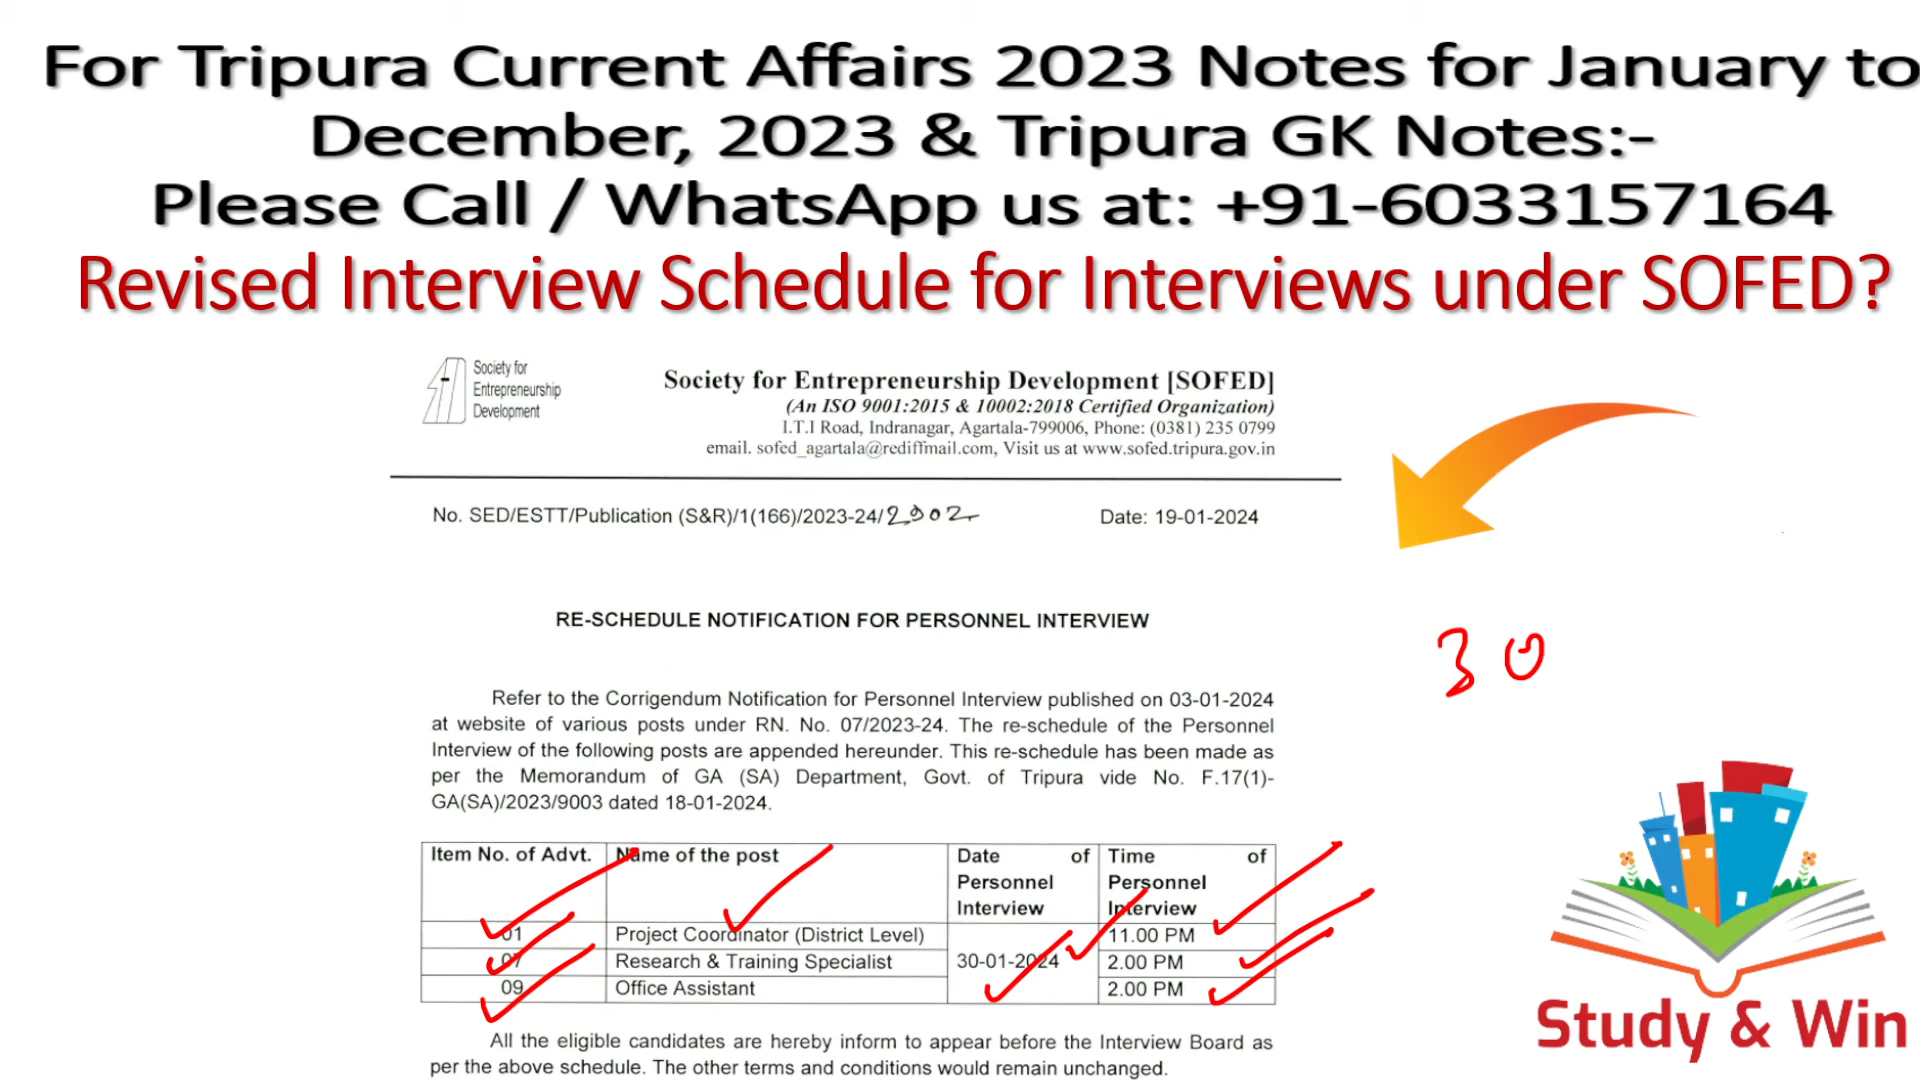 For Tripura Current Affairs 2023 Notes for January to
December, 2023 & Tripura GK Notes:-
Please Call / WhatsApp us at: +91-6033157164
Revised Interview Schedule for Interviews under SOFED?
Society for
Entrepreneurship
Development
Society for Entrepreneurship Development [SOFED]
(An ISO 9001:2015 & 10002:2018 Certified Organization)
I.T.I Road, Indranagar, Agartala-799006, Phone: (0381) 235 0799
email. sofed_agartala@rediffmail.com, Visit us at www.sofed.tripura.gov.in
No. SED/ESTT/Publication (S&R)/1(166)/2023-24/2902
Date: 19-01-2024
RE-SCHEDULE NOTIFICATION FOR PERSONNEL INTERVIEW
30
Refer to the Corrigendum Notification for Personnel Interview published on 03-01-2024
at website of various posts under RN. No. 07/2023-24. The re-schedule of the Personnel
Interview of the following posts are appended hereunder. This re-schedule has been made as
per the Memorandum of GA (SA) Department, Govt. of Tripura vide No. F.17(1)-
GA(SA)/2023/9003 dated 18-01-2024.
Item No. of Advt. Name of the post Date of Time of
Personnel Personnel
Interview Interview
01 Project Coordinator (District Level) 11.00 PM
07 Research & Training Specialist 30-01-2024 2.00 PM
09 Office Assistant 2.00 PM
All the eligible candidates are hereby inform to appear before the Interview Board as
per the above schedule. The other terms and conditions would remain unchanged.
Study & Win